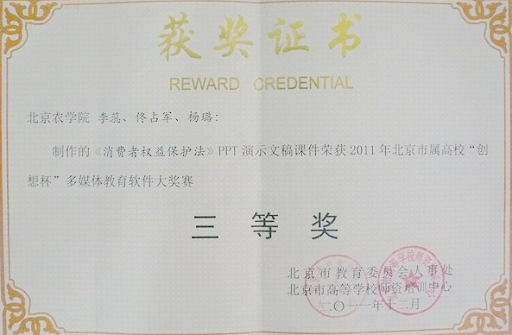 获奖证书
REWARD CREDENTIAL
北京农学院 李蕊、佟占军、杨璐：
制作的《消费者权益保护法》PPT演示文稿课件荣获2011年北京市属高校“创
想杯”多媒体教育软件大奖赛
三等奖
北京市教育委员会人事处
北京市高等学校师资培训中心
二〇一一年十二月